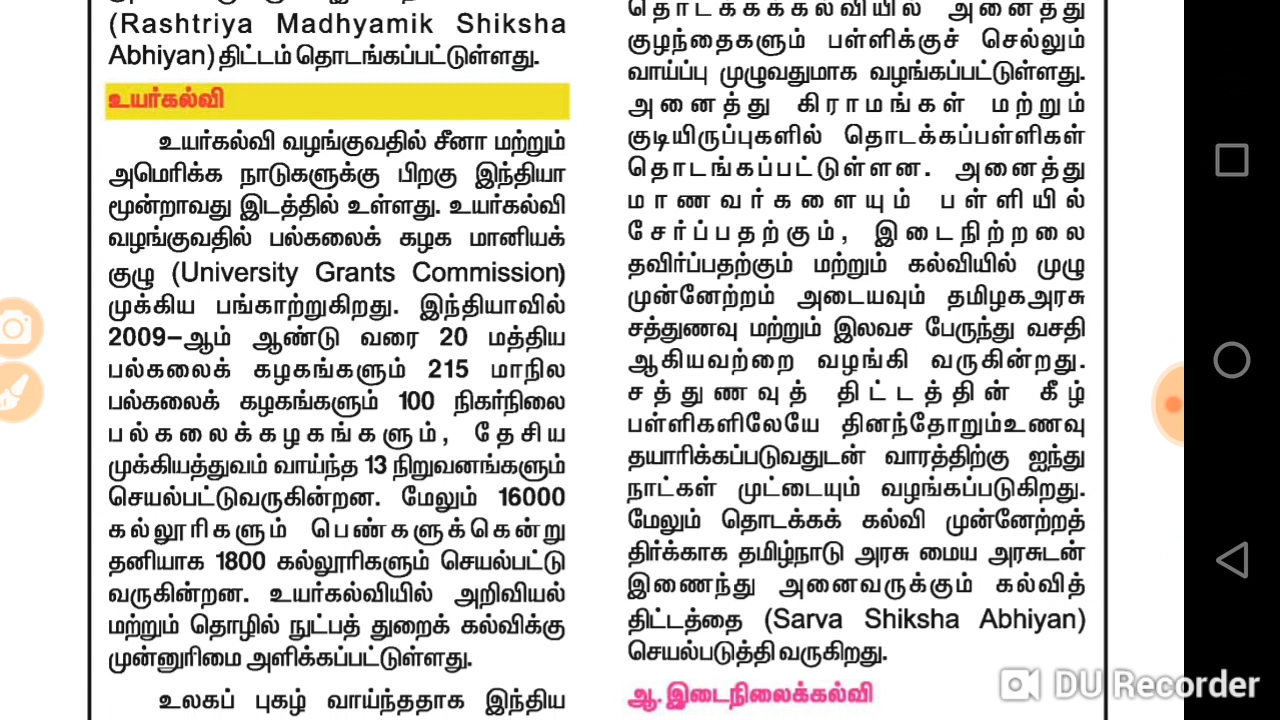 (Rashtriya Madhyamik Shiksha
Abhiyan) திட்டம் தொடங்கப்பட்டுள்ளது.
உயர்கல்வி
உயர்கல்வி வழங்குவதில் சீனா மற்றும்
அமெரிக்க நாடுகளுக்கு பிறகு இந்தியா
மூன்றாவது இடத்தில் உள்ளது. உயர்கல்வி
வழங்குவதில் பல்கலைக் கழக மானியக்
குழு (University Grants Commission)
முக்கிய பங்காற்றுகிறது. இந்தியாவில்
2009–ஆம் ஆண்டு வரை 20 மத்திய
பல்கலைக் கழகங்களும் 215 மாநில
பல்கலைக் கழகங்களும் 100 நிகர்நிலை
பல்கலைக்கழகங்களும், தேசிய
முக்கியத்துவம் வாய்ந்த 13 நிறுவனங்களும்
செயல்பட்டுவருகின்றன. மேலும் 16000
கல்லூரிகளும் பெண்களுக்கென்று
தனியாக 1800 கல்லூரிகளும் செயல்பட்டு
வருகின்றன. உயர்கல்வியில் அறிவியல்
மற்றும் தொழில் நுட்பத் துறைக் கல்விக்கு
முன்னுரிமை அளிக்கப்பட்டுள்ளது.
உலகப் புகழ் வாய்ந்ததாக இந்திய
தொடக்கக்கல்வியில் அனைத்து
குழந்தைகளும் பள்ளிக்குச் செல்லும்
வாய்ப்பு முழுவதுமாக வழங்கப்பட்டுள்ளது.
அனைத்து கிராமங்கள் மற்றும்
குடியிருப்புகளில் தொடக்கப்பள்ளிகள்
தொடங்கப்பட்டுள்ளன. அனைத்து
மாணவர்களையும் பள்ளியில்
சேர்ப்பதற்கும், இடைநிற்றலை
தவிர்ப்பதற்கும் மற்றும் கல்வியில் முழு
முன்னேற்றம் அடையவும் தமிழகஅரசு
சத்துணவு மற்றும் இலவச பேருந்து வசதி
ஆகியவற்றை வழங்கி வருகின்றது.
சத்துணவுத் திட்டத்தின் கீழ்
பள்ளிகளிலேயே தினந்தோறும்உணவு
தயாரிக்கப்படுவதுடன் வாரத்திற்கு ஐந்து
நாட்கள் முட்டையும் வழங்கப்படுகிறது.
மேலும் தொடக்கக் கல்வி முன்னேற்றத்
திர்க்காக தமிழ்நாடு அரசு மைய அரசுடன்
இணைந்து அனைவருக்கும் கல்வித்
திட்டத்தை (Sarva Shiksha Abhiyan)
செயல்படுத்தி வருகிறது.
ஆ. இடைநிலைக்கல்வி
DU Recorder